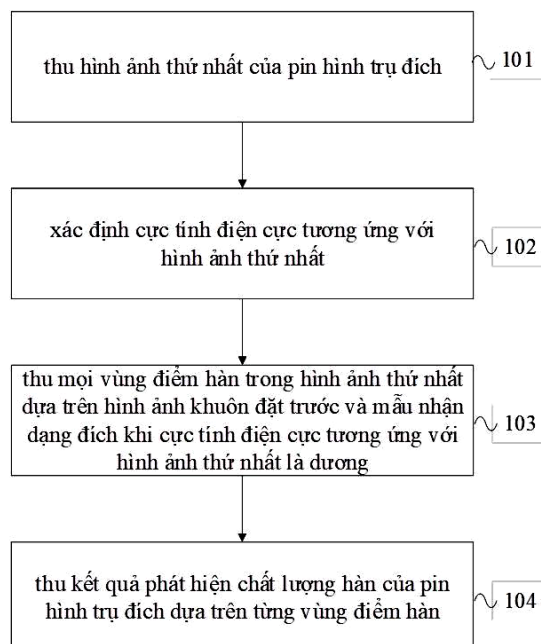 thu hình ảnh thứ nhất của pin hình trụ đích
101
xác định cực tính điện cực tương ứng với
hình ảnh thứ nhất
102
thu mọi vùng điểm hàn trong hình ảnh thứ nhất
dựa trên hình ảnh khuôn đặt trước và mẫu nhận
dạng đích khi cực tính điện cực tương ứng với
hình ảnh thứ nhất là dương
103
thu kết quả phát hiện chất lượng hàn của pin
hình trụ đích dựa trên từng vùng điểm hàn
104